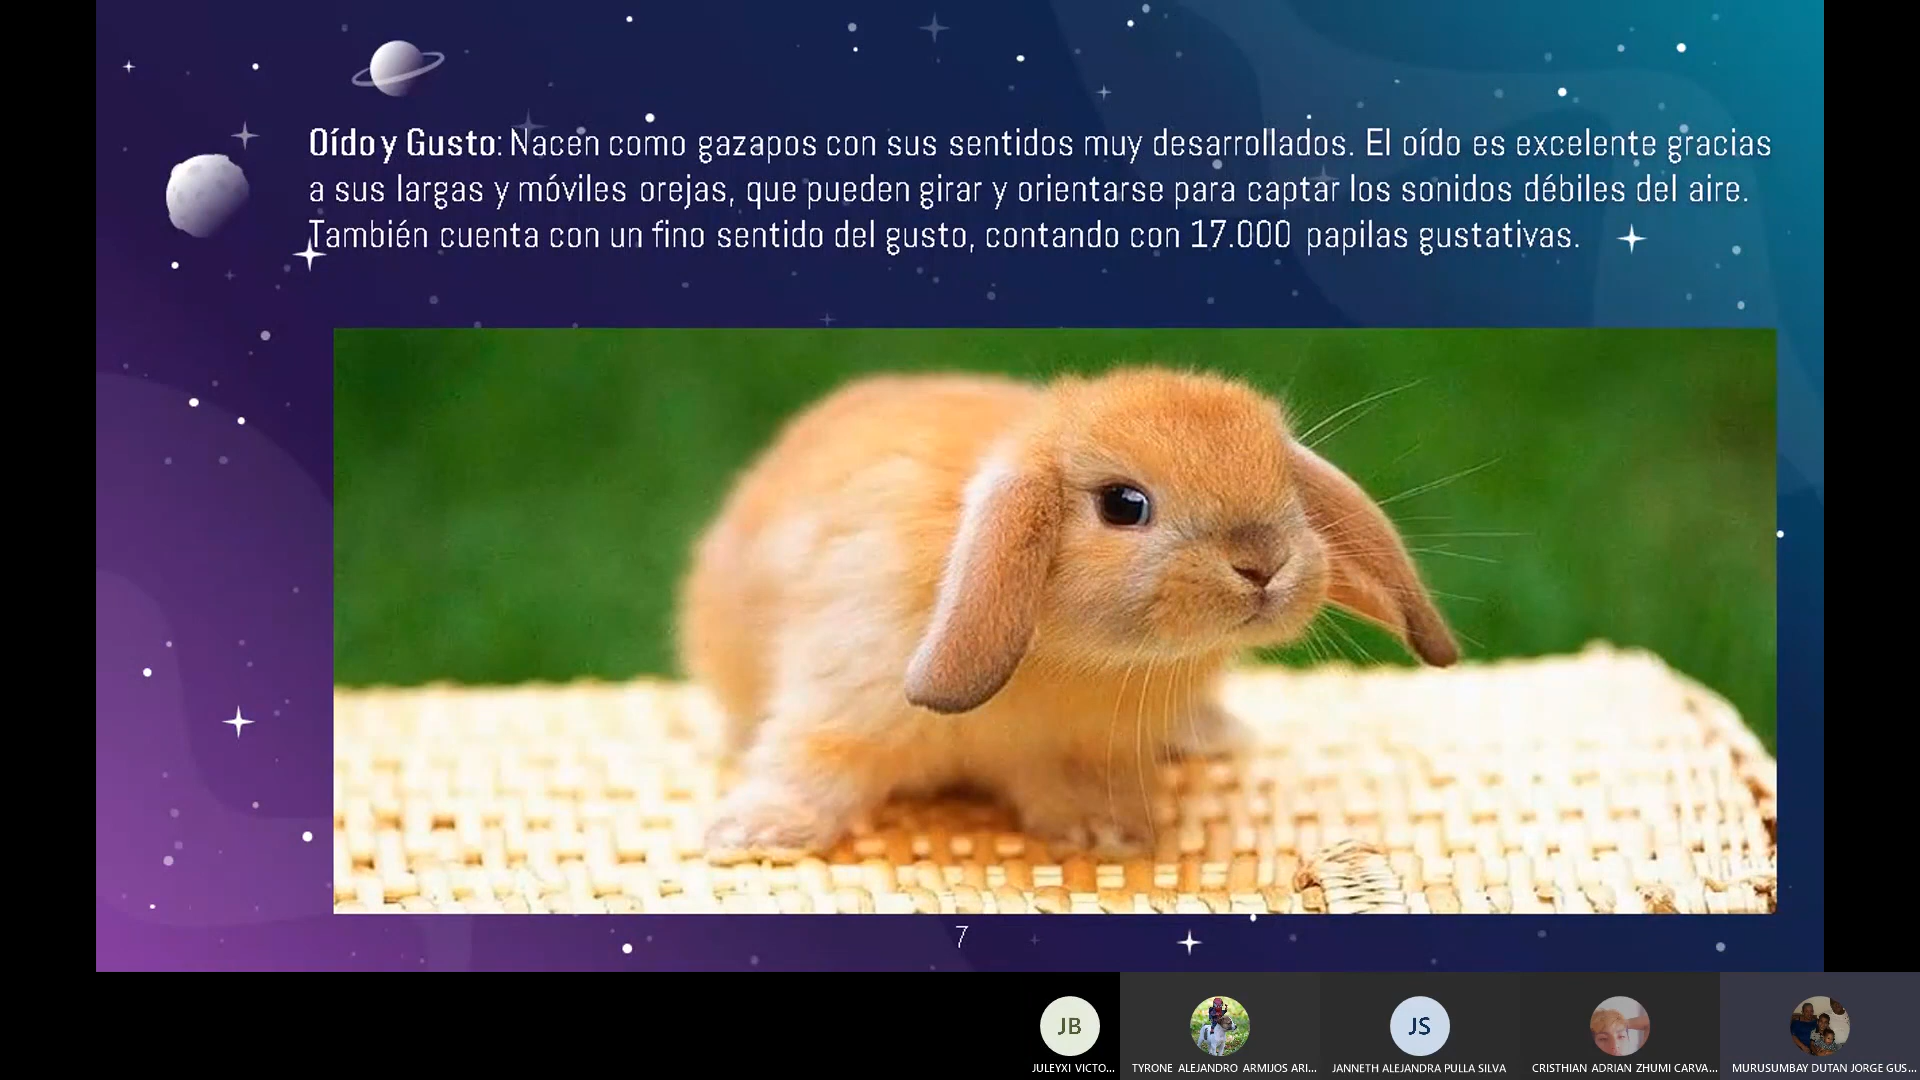 Oído y Gusto: Nacen como gazapos con sus sentidos muy desarrollados. El oído es excelente gracias
a sus largas y móviles orejas, que pueden girar y orientarse para captar los sonidos débiles del aire.
También cuenta con un fino sentido del gusto, contando con 17.000 papilas gustativas.
7
JB
JS
JULEYXI VICTO...
TYRONE ALEJANDRO ARMIJOS ARI...
JANNETH ALEJANDRA PULLA SILVA
CRISTHIAN ADRIAN ZHUMI CARVA...
MURUSUMBAY DUTAN JORGE GUS...